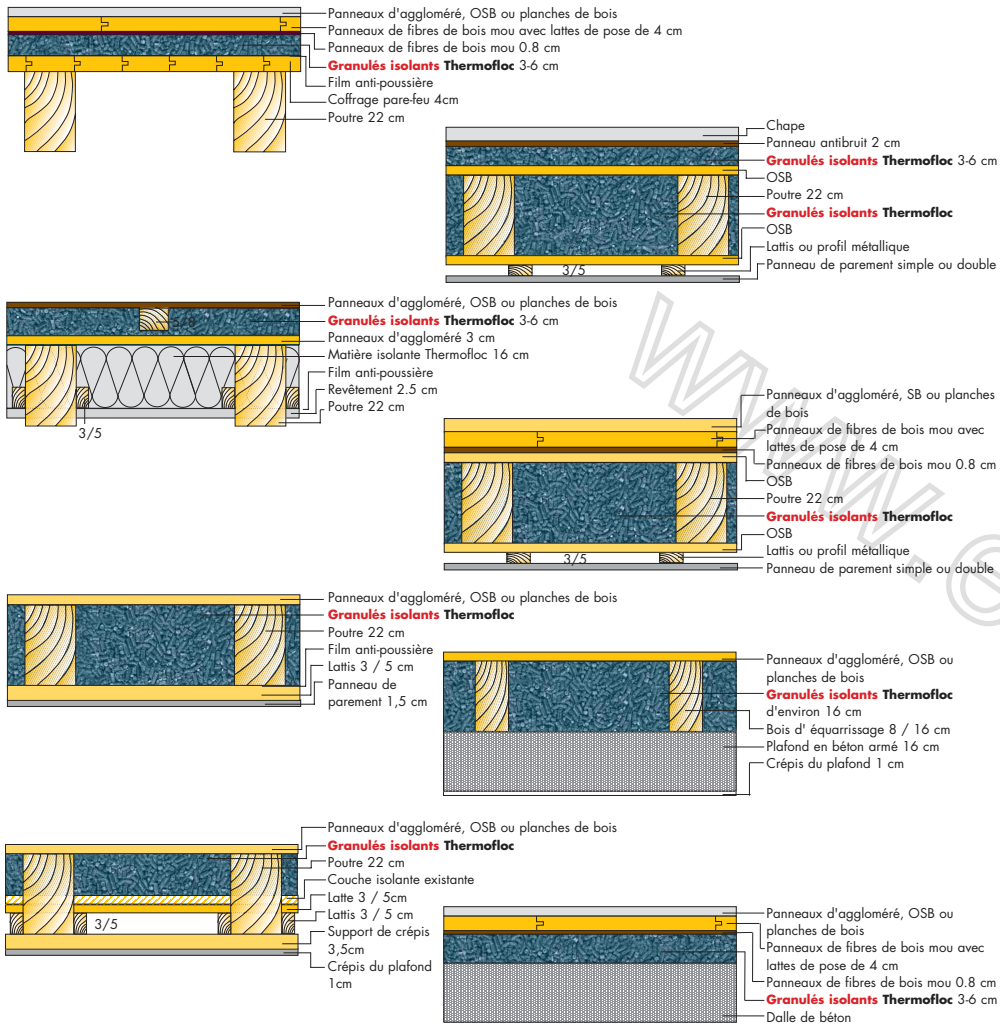 Panneaux d'aggloméré, OSB ou planches de bois
Panneaux de fibres de bois mou avec lattes de pose de 4 cm
Panneaux de fibres de bois mou 0.8 cm
Granulés isolants Thermofloc 3-6 cm
Film anti-poussière
Coffrage pare-feu 4cm
Poutre 22 cm
Chape
Panneau antibruit 2 cm
Granulés isolants Thermofloc 3-6 cm
OSB
Poutre 22 cm
Granulés isolants Thermofloc
OSB
Lattis ou profil métallique
Panneau de parement simple ou double
3/5
Panneaux d'aggloméré, OSB ou planches de bois
Granulés isolants Thermofloc 3-6 cm
Panneaux d'aggloméré 3 cm
Matière isolante Thermofloc 16 cm
Film anti-poussière
Revêtement 2.5 cm
Poutre 22 cm
5/8
3/5
Panneaux d'aggloméré, SB ou planches
de bois
Panneaux de fibres de bois mou avec
lattes de pose de 4 cm
Panneaux de fibres de bois mou 0.8 cm
OSB
Poutre 22 cm
Granulés isolants Thermofloc
OSB
Lattis ou profil métallique
Panneau de parement simple ou double
3/5
Panneaux d'aggloméré, OSB ou planches de bois
Granulés isolants Thermofloc
Poutre 22 cm
Film anti-poussière
Lattis 3 / 5 cm
Panneau de
parement 1,5 cm
Panneaux d'aggloméré, OSB ou
planches de bois
Granulés isolants Thermofloc
d'environ 16 cm
Bois d' équarrissage 8 / 16 cm
Plafond en béton armé 16 cm
Crépis du plafond 1 cm
Panneaux d'aggloméré, OSB ou planches de bois
Granulés isolants Thermofloc
Poutre 22 cm
Couche isolante existante
Latte 3 / 5cm
Lattis 3 / 5 cm
Support de crépis
3,5cm
Crépis du plafond
1cm
3/5
Panneaux d'aggloméré, OSB ou
planches de bois
Panneaux de fibres de bois mou avec
lattes de pose de 4 cm
Panneaux de fibres de bois mou 0.8 cm
Granulés isolants Thermofloc 3-6 cm
Dalle de béton
www.e